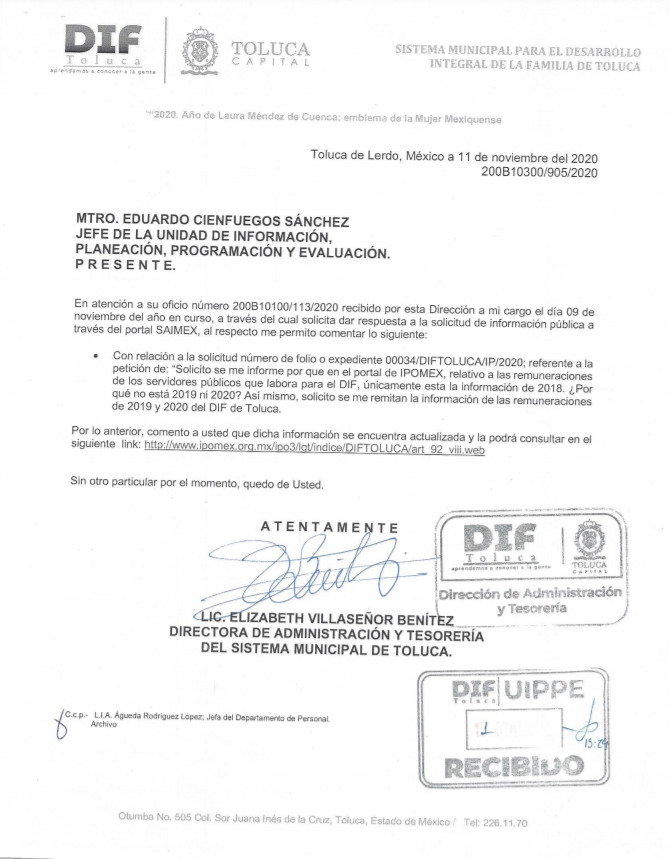 DIF
Toluca
Aprendamos a conocer a la gente
TOLUCA
CAPITAL
SISTEMA MUNICIPAL PARA EL DESARROLLO
INTEGRAL DE LA FAMILIA DE TOLUCA
"2020. Año de Laura Méndez de Cuenca; emblema de la Mujer Mexiquense
Toluca de Lerdo, México a 11 de noviembre del 2020
200B10300/905/2020
MTRO. EDUARDO CIENFUEGOS SÁNCHEZ
JEFE DE LA UNIDAD DE INFORMACIÓN,
PLANEACIÓN, PROGRAMACIÓN Y EVALUACIÓN.
P R E S E N T E.
En atención a su oficio número 200B10100/113/2020 recibido por esta Dirección a mi cargo el día 09 de
noviembre del año en curso, a través del cual solicita dar respuesta a la solicitud de información pública a
través del portal SAIMEX, al respecto me permito comentar lo siguiente:
• Con relación a la solicitud número de folio o expediente 00034/DIFTOLUCA/IP/2020; referente a la
petición de: "Solicito se me informe por que en el portal de IPOMEX, relativo a las remuneraciones
de los servidores públicos que labora para el DIF, únicamente esta la información de 2018. ¿Por
qué no está 2019 ni 2020? Así mismo, solicito se me remitan la información de las remuneraciones
de 2019 y 2020 del DIF de Toluca.
Por lo anterior, comento a usted que dicha información se encuentra actualizada y la podrá consultar en el
siguiente link: http://www.ipomex.org.mx/ipo3/lgt/indice/DIFTOLUCA/art_92_viii.web
Sin otro particular por el momento, quedo de Usted.
A T E N T A M E N T E
LIC. ELIZABETH VILLASEÑOR BENÍTEZ
DIRECTORA DE ADMINISTRACIÓN Y TESORERÍA
DEL SISTEMA MUNICIPAL DE TOLUCA.
DIF
Toluca
aprendamos a conocer a la gente
TOLUCA
CAPITAL
Dirección de Administración
y Tesorería
C.c.p.- L.I.A. Águeda Rodríguez López; Jefa del Departamento de Personal.
Archivo
DIF UIPPE
Toluca
15:29
RECIBIDO
Otumba No. 505 Col. Sor Juana Inés de la Cruz, Toluca, Estado de México / Tel: 226.11.70